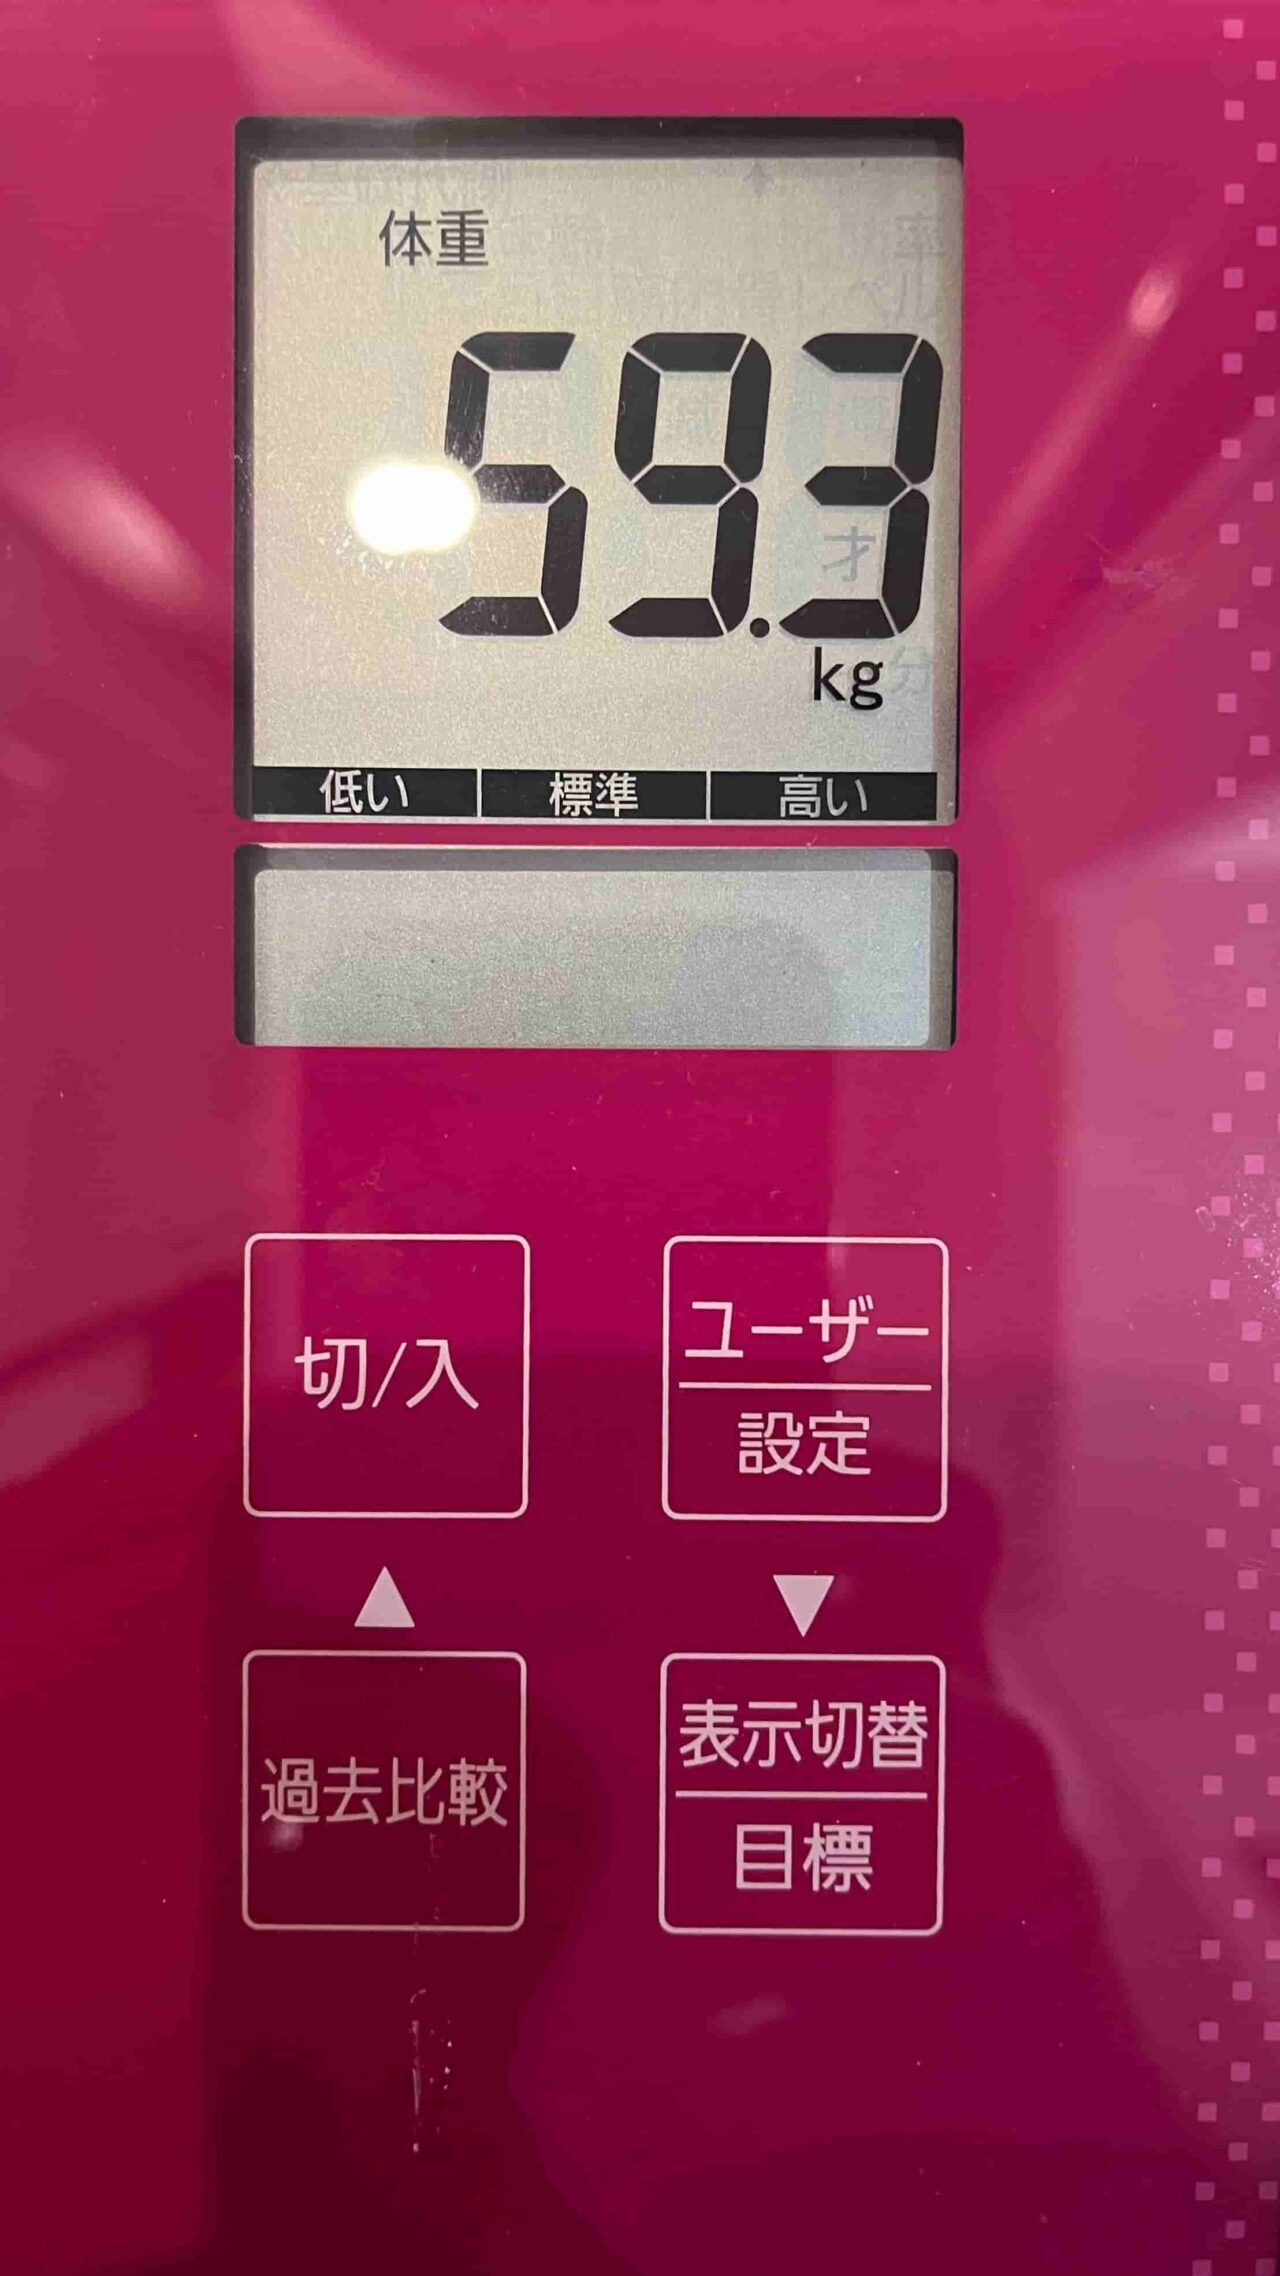 体重
59.3
kg
低い 標準 高い
切/入
ユーザー
設定
▲ ▼
過去比較
表示切替
目標